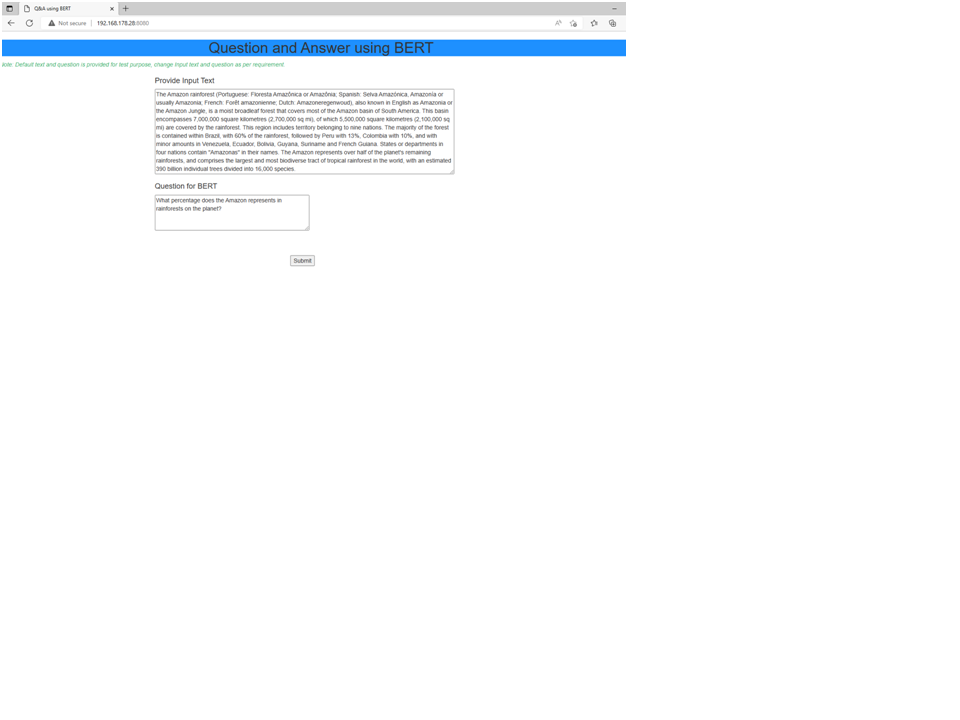 Q&A using BERT
Not secure
192.168.178.28:8080
Question and Answer using BERT
Note: Default text and question is provided for test purpose, change Input text and question as per requirement
Provide Input Text
The Amazon rainforest (Portuguese: Floresta Amazônica or Amazônia; Spanish: Selva Amazónica, Amazonía or
usually Amazonia; French: Forêt amazonienne; Dutch: Amazoneregenwoud), also known in English as Amazonia or
the Amazon Jungle, is a moist broadleaf forest that covers most of the Amazon basin of South America. This basin
encompasses 7,000,000 square kilometres (2,700,000 sq mi), of which 5,500,000 square kilometres (2,100,000 sq
mi) are covered by the rainforest. This region includes territory belonging to nine nations. The majority of the forest
is contained within Brazil, with 60% of the rainforest, followed by Peru with 13%, Colombia with 10%, and with
minor amounts in Venezuela, Ecuador, Bolivia, Guyana, Suriname and French Guiana. States or departments in
four nations contain "Amazonas" in their names. The Amazon represents over half of the planet's remaining
rainforests, and comprises the largest and most biodiverse tract of tropical rainforest in the world, with an estimated
390 billion individual trees divided into 16,000 species.
Question for BERT
What percentage does the Amazon represents in
rainforests on the planet?
Submit